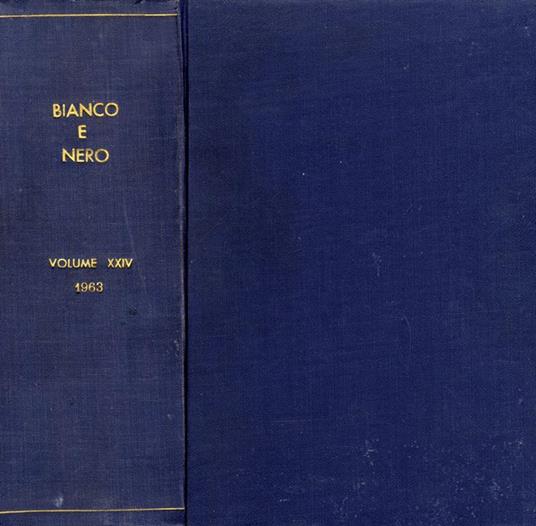 BIANCO
E
NERO
VOLUME XXIV
1963